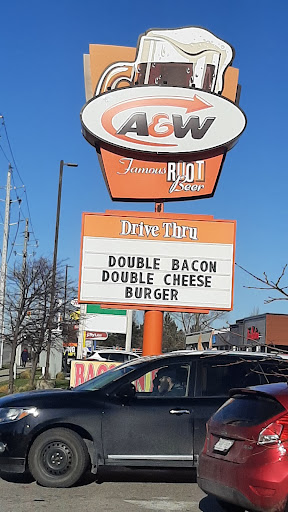 A&W
Famous ROOT
Beer
Drive Thru
DOUBLE BACON
DOUBLE CHEESE
BURGER